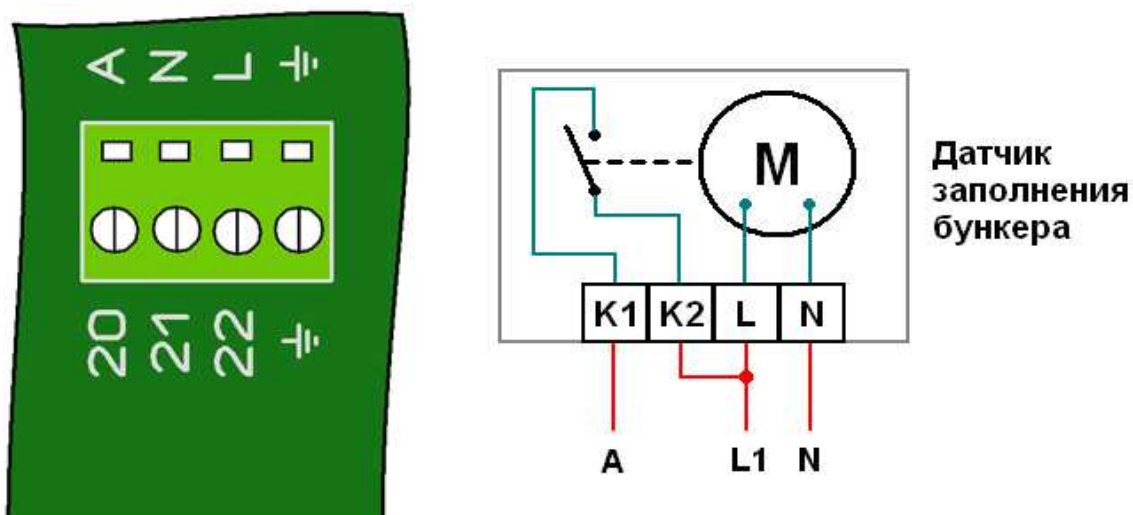 A N L
20 21 22
M
Датчик
заполнения
бункера
K1 K2 L N
A L1 N